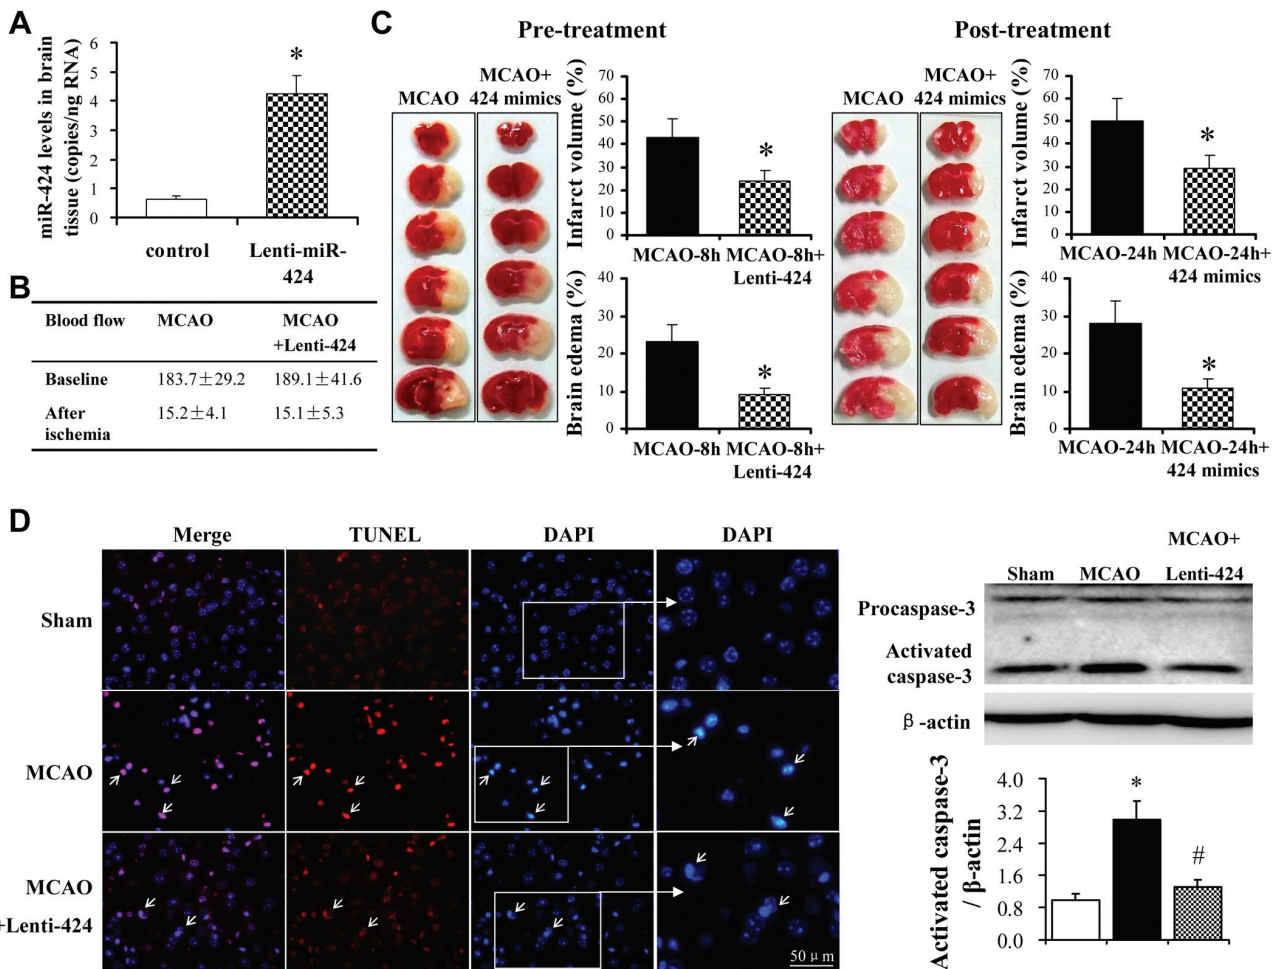 A
miR-424 levels in brain
tissue (copies/ng RNA)
6
5
4
3
2
1
0
*
control
Lenti-miR-
424
B
Blood flow
MCAO
MCAO
+Lenti-424
Baseline
183.7±29.2
189.1±41.6
After
ischemia
15.2±4.1
15.1±5.3
C
Pre-treatment
MCAO
MCAO+
424 mimics
Infarct volume (%)
70
60
50
40
30
20
10
0
*
MCAO-8h
MCAO-8h+
Lenti-424
Brain edema (%)
40
30
20
10
0
*
MCAO-8h
MCAO-8h+
Lenti-424
Post-treatment
MCAO
MCAO+
424 mimics
Infarct volume (%)
70
60
50
40
30
20
10
0
*
MCAO-24h
MCAO-24h+
424 mimics
Brain edema (%)
40
30
20
10
0
*
MCAO-24h
MCAO-24h+
424 mimics
D
Merge
TUNEL
DAPI
DAPI
Sham
MCAO
MCAO
+Lenti-424
50 μm
Sham
MCAO
MCAO+
Lenti-424
Procaspase-3
Activated
caspase-3
β-actin
Activated caspase-3
/ β-actin
4.0
3.2
2.4
1.6
0.8
0.0
*
#